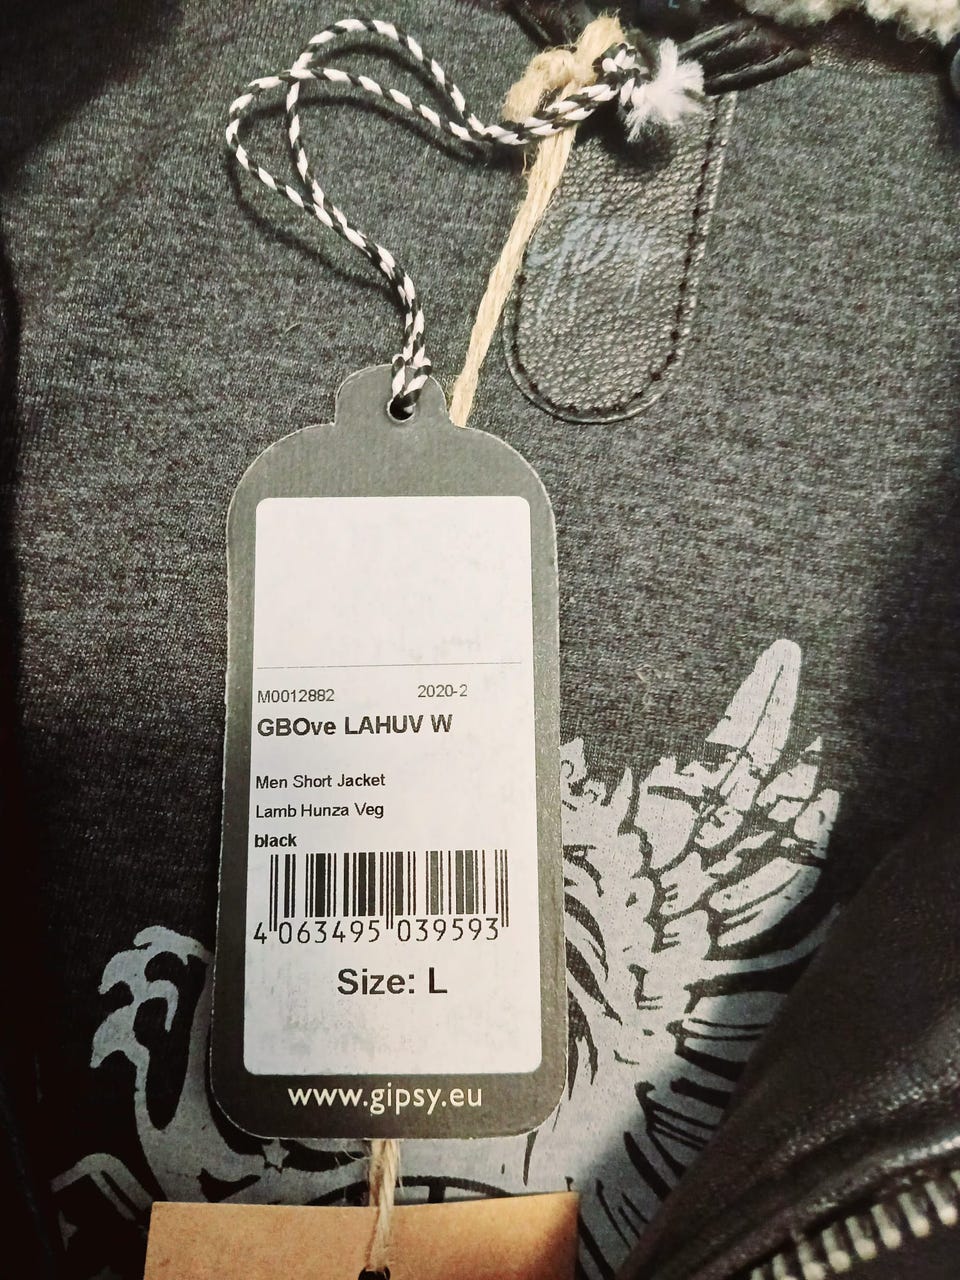 M0012882 2020-2
GBOve LAHUV W
Men Short Jacket
Lamb Hunza Veg
black
4 063495 039593
Size: L
www.gipsy.eu